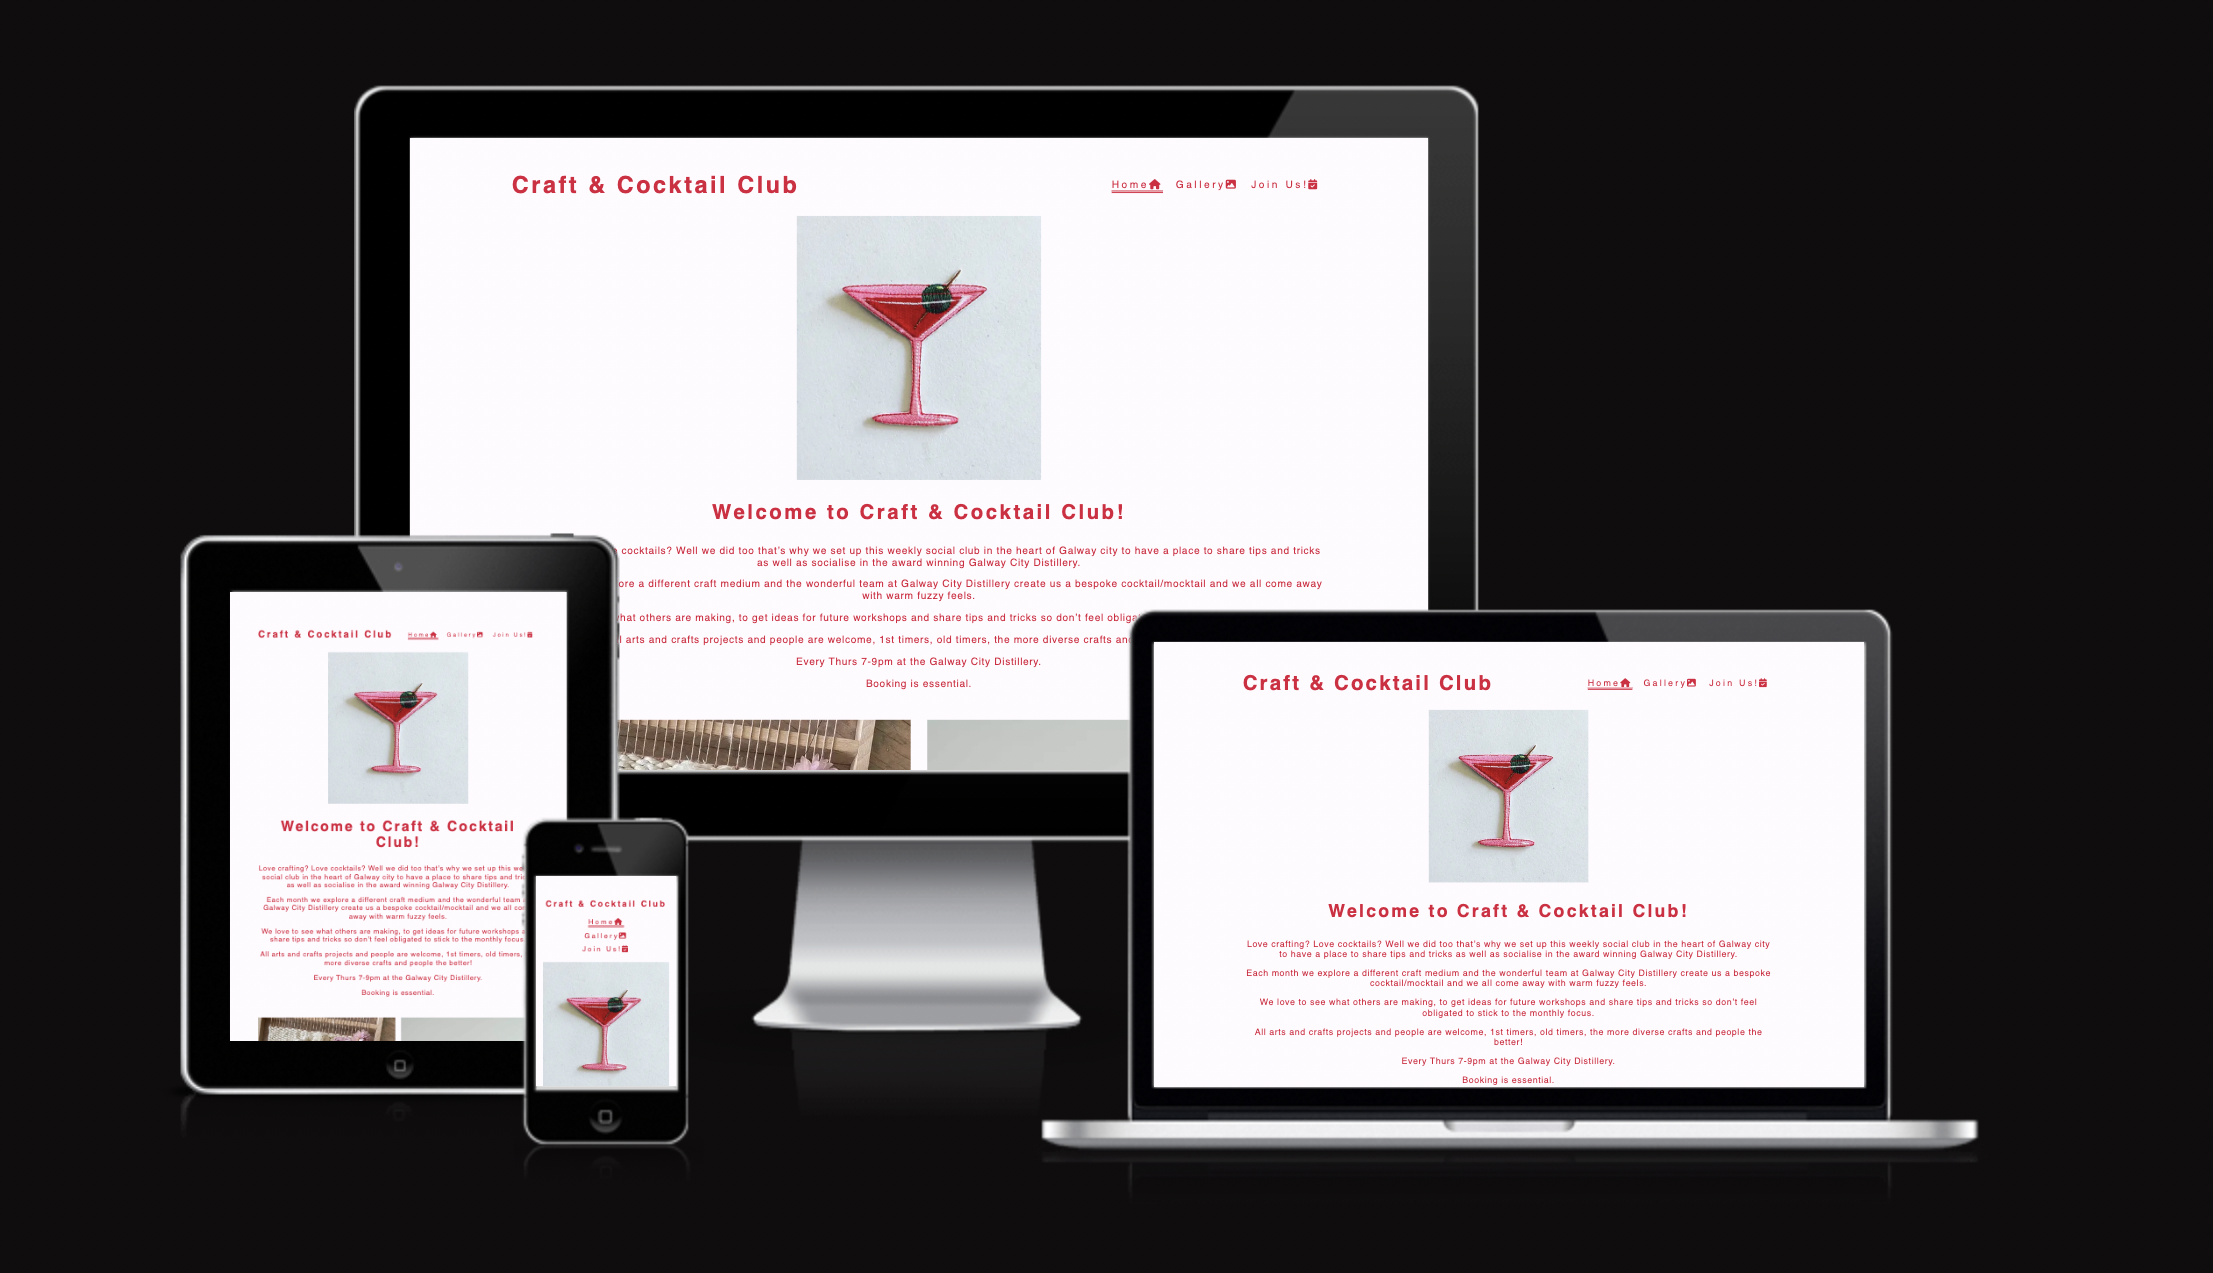 Craft & Cocktail Club
Home Gallery Join Us!
Welcome to Craft & Cocktail Club!
cocktails? Well we did too that's why we set up this weekly social club in the heart of Galway city to have a place to share tips and tricks
as well as socialise in the award winning Galway City Distillery.
a different craft medium and the wonderful team at Galway City Distillery create us a bespoke cocktail/mocktail and we all come away
with warm fuzzy feels.
what others are making, to get ideas for future workshops and share tips and tricks so don't feel
arts and crafts projects and people are welcome, 1st timers, old timers, the more diverse crafts
Every Thurs 7-9pm at the Galway City Distillery.
Booking is essential.
Craft & Cocktail Club
Home Gallery Join Us!
Welcome to Craft & Cocktail
Club!
Love crafting? Love cocktails? Well we did too that's why we set up this
social club in the heart of Galway city to have a place to share tips and
as well as socialise in the award winning Galway City Distillery.
Each month we explore a different craft medium and the wonderful team
Galway City Distillery create us a bespoke cocktail/mocktail and we all
away with warm fuzzy feels.
We love to see what others are making, to get ideas for future workshops
share tips and tricks so don't feel obligated to stick to the monthly focus.
All arts and crafts projects and people are welcome, 1st timers, old timers,
more diverse crafts and people the better!
Every Thurs 7-9pm at the Galway City Distillery.
Booking is essential.
Craft & Cocktail Club
Home
Gallery
Join Us!
Craft & Cocktail Club
Home Gallery Join Us!
Welcome to Craft & Cocktail Club!
Love crafting? Love cocktails? Well we did too that's why we set up this weekly social club in the heart of Galway city
to have a place to share tips and tricks as well as socialise in the award winning Galway City Distillery.
Each month we explore a different craft medium and the wonderful team at Galway City Distillery create us a bespoke
cocktail/mocktail and we all come away with warm fuzzy feels.
We love to see what others are making, to get ideas for future workshops and share tips and tricks so don't feel
obligated to stick to the monthly focus.
All arts and crafts projects and people are welcome, 1st timers, old timers, the more diverse crafts and people the
better!
Every Thurs 7-9pm at the Galway City Distillery.
Booking is essential.